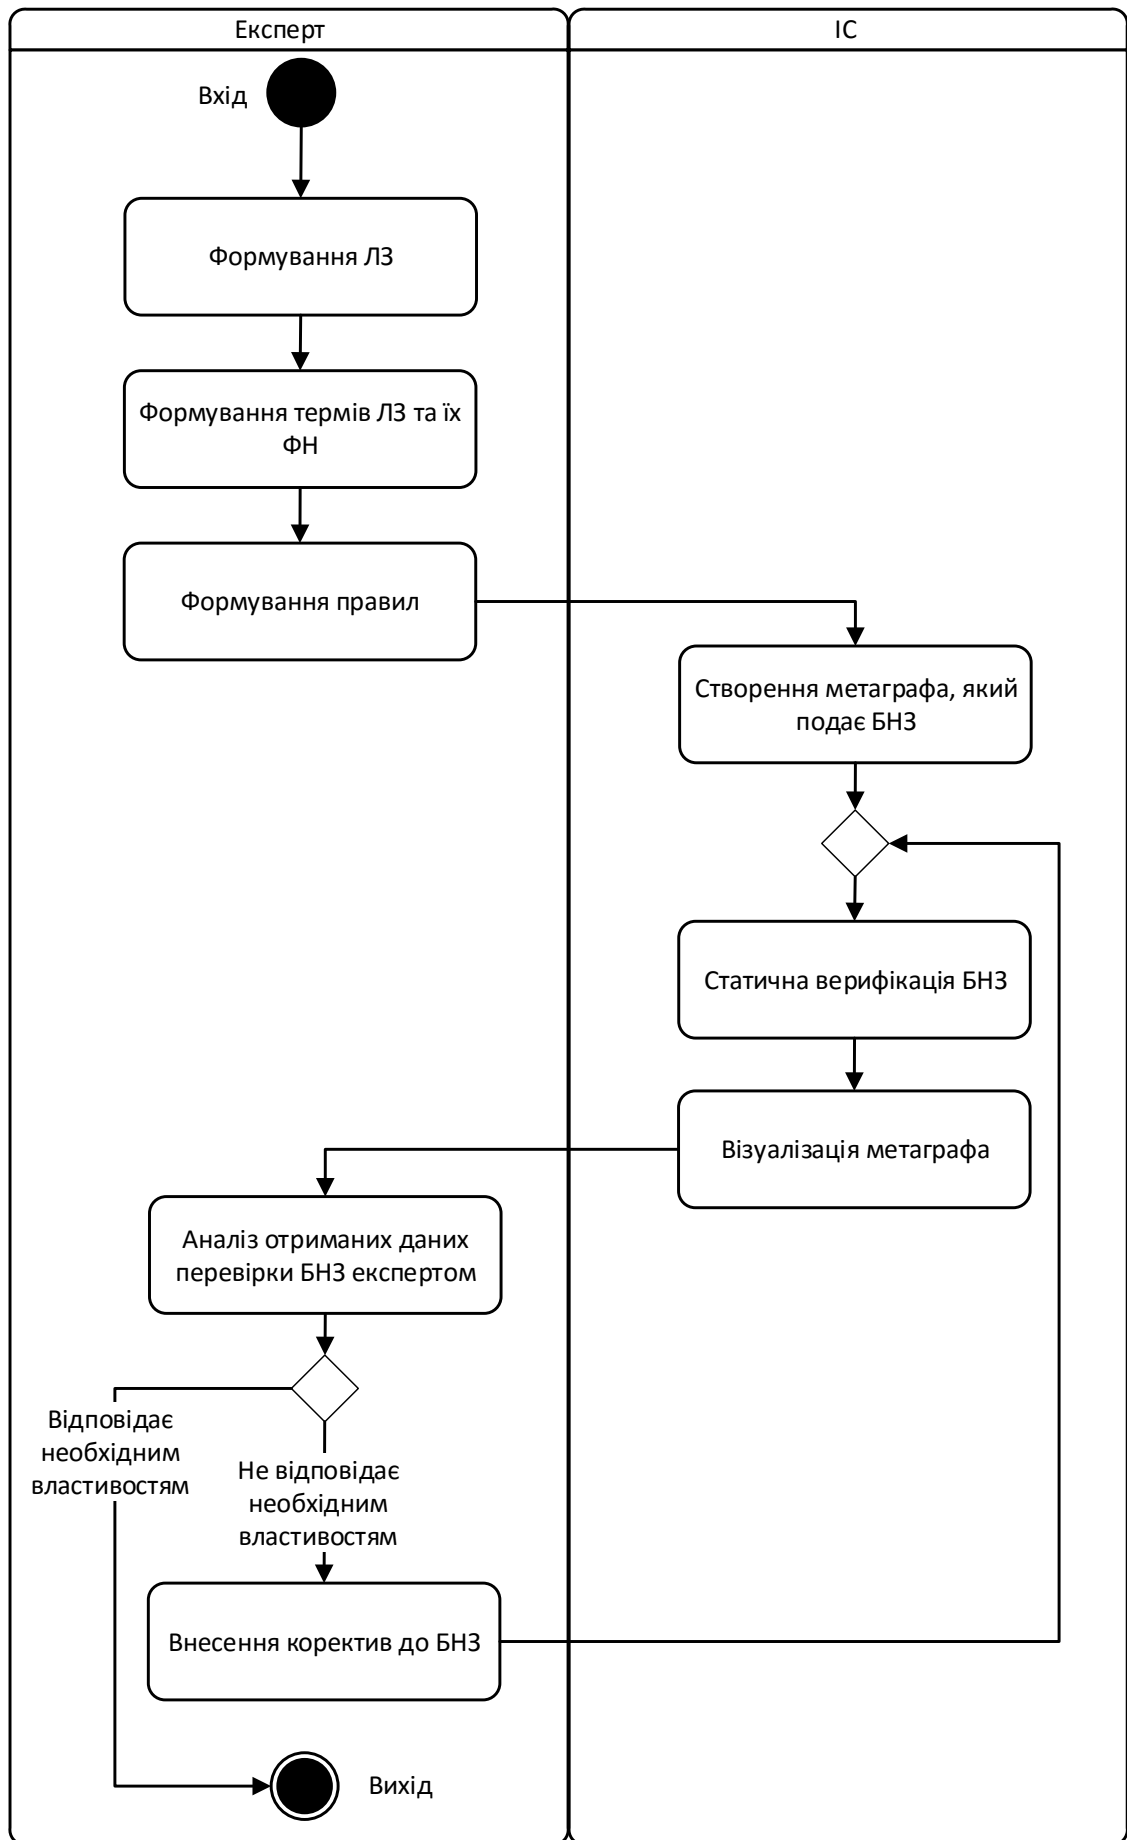 Експерт
ІС
Вхід
Формування ЛЗ
Формування термів ЛЗ та їх
ФН
Формування правил
Створення метаграфа, який
подає БНЗ
Статична верифікація БНЗ
Візуалізація метаграфа
Аналіз отриманих даних
перевірки БНЗ експертом
Відповідає
необхідним
властивостям
Не відповідає
необхідним
властивостям
Внесення коректив до БНЗ
Вихід